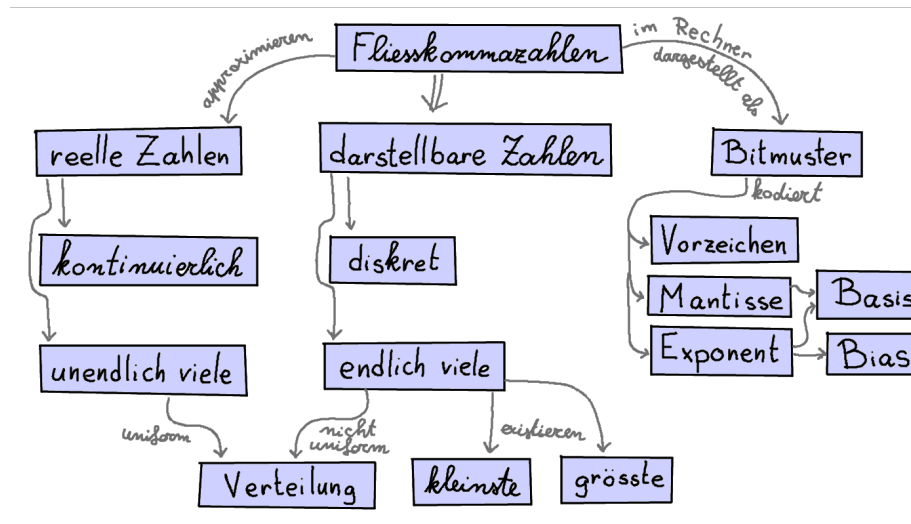 Fliesskommazahlen
approximieren
im Rechner
dargestellt als
reelle Zahlen
darstellbare Zahlen
Bitmuster
kodiert
kontinuierlich
diskret
Vorzeichen
Mantisse
Basis
Exponent
Bias
unendlich viele
endlich viele
uniform
nicht
uniform
existieren
Verteilung
kleinste
grösste